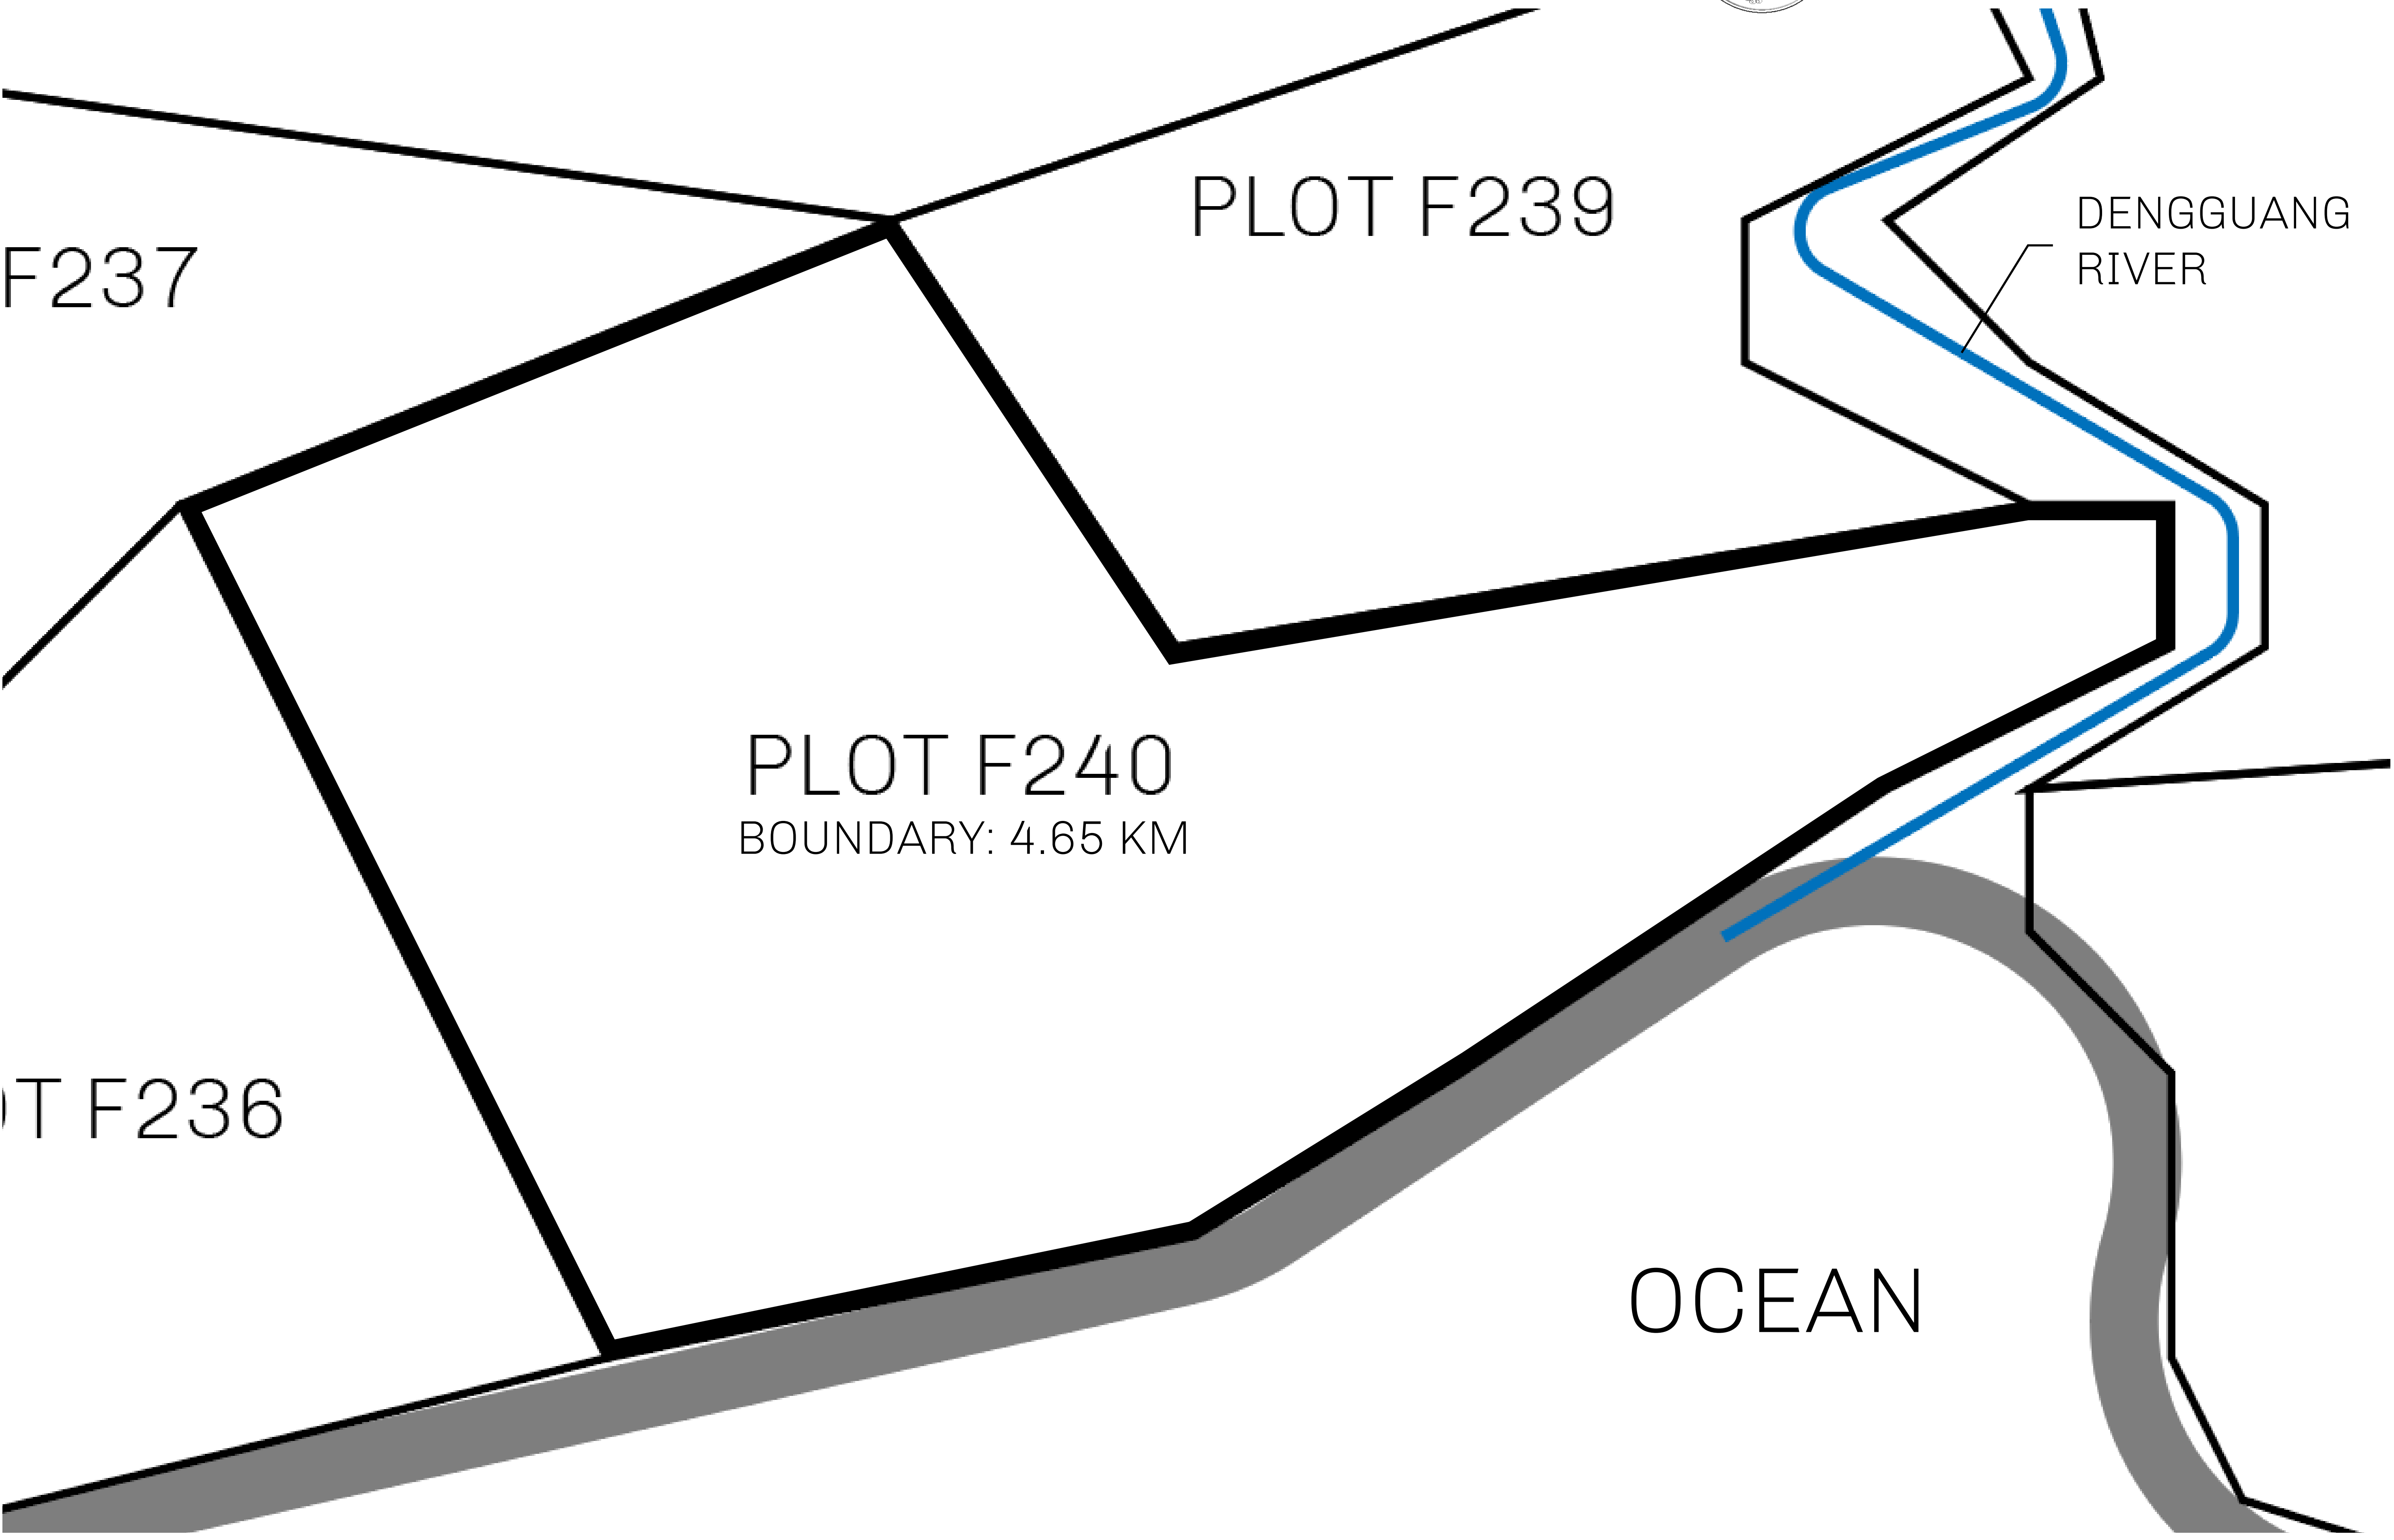 PLOT F239
DENGGUANG
RIVER
F237
PLOT F240
BOUNDARY: 4.65 KM
T F236
OCEAN